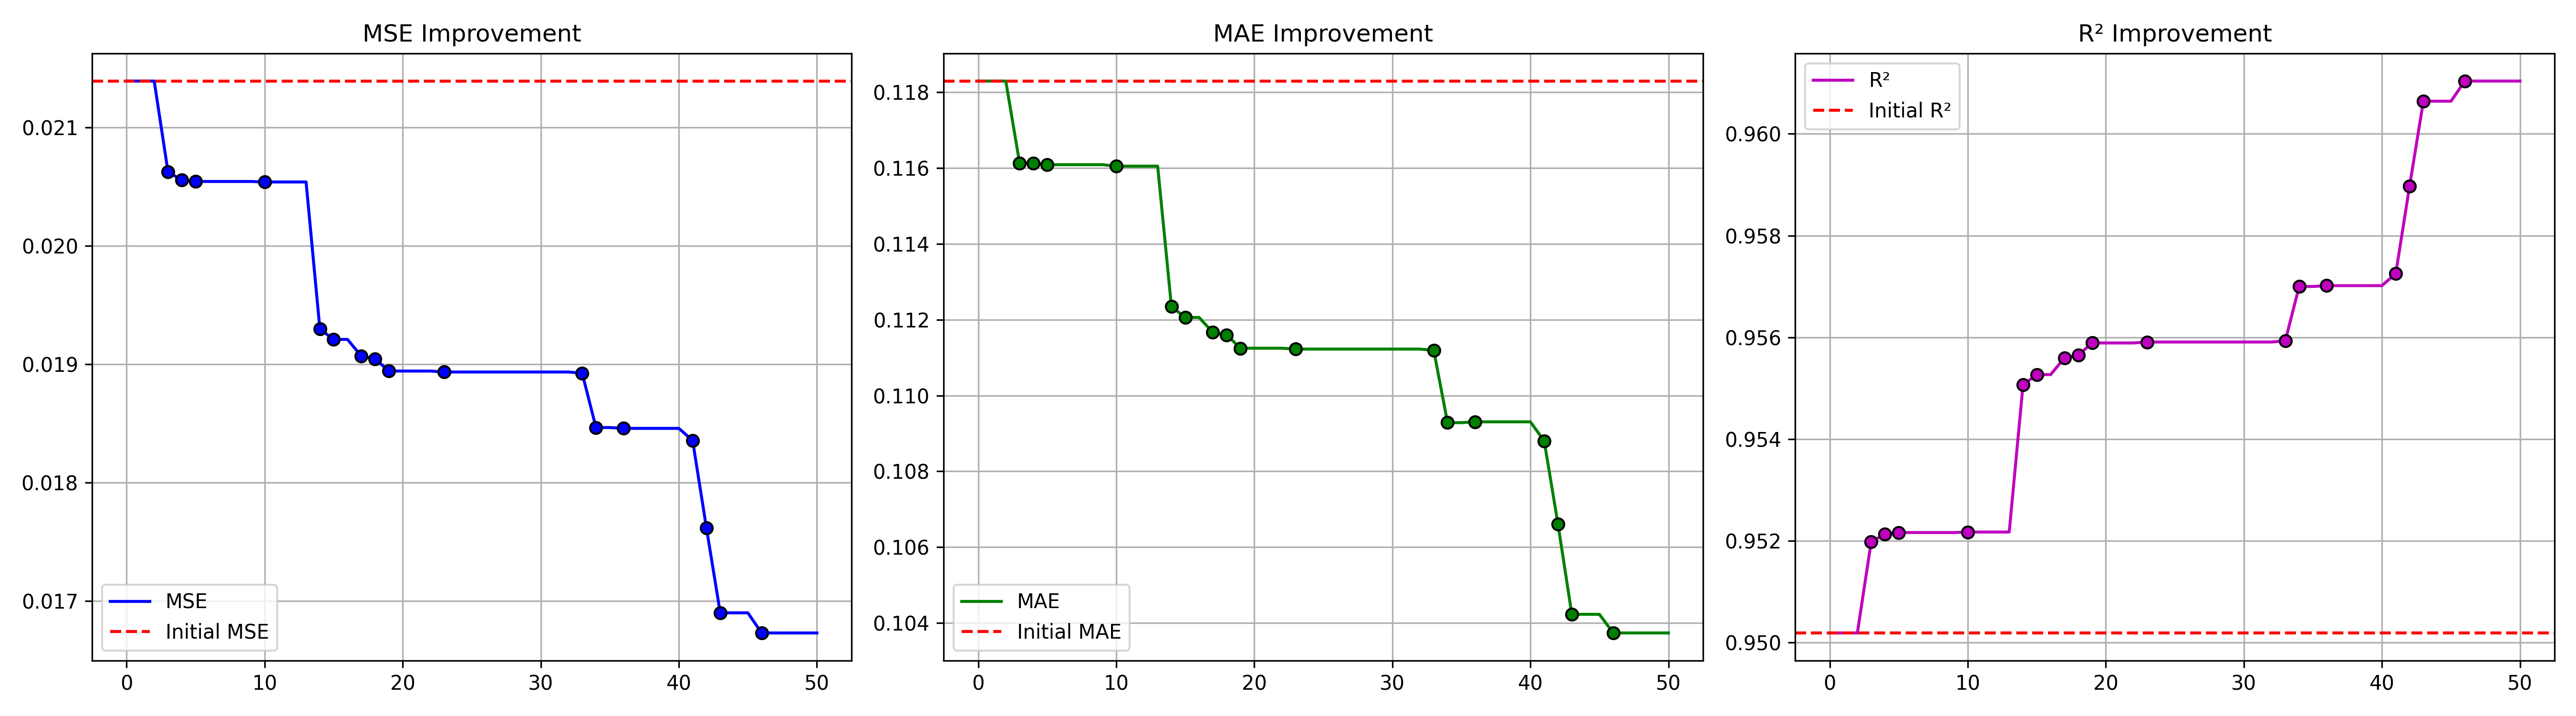 MSE Improvement
0.021
0.020
0.019
0.018
0.017
MSE
Initial MSE
0 10 20 30 40 50
MAE Improvement
0.118
0.116
0.114
0.112
0.110
0.108
0.106
0.104
MAE
Initial MAE
0 10 20 30 40 50
R² Improvement
R²
Initial R²
0.960
0.958
0.956
0.954
0.952
0.950
0 10 20 30 40 50